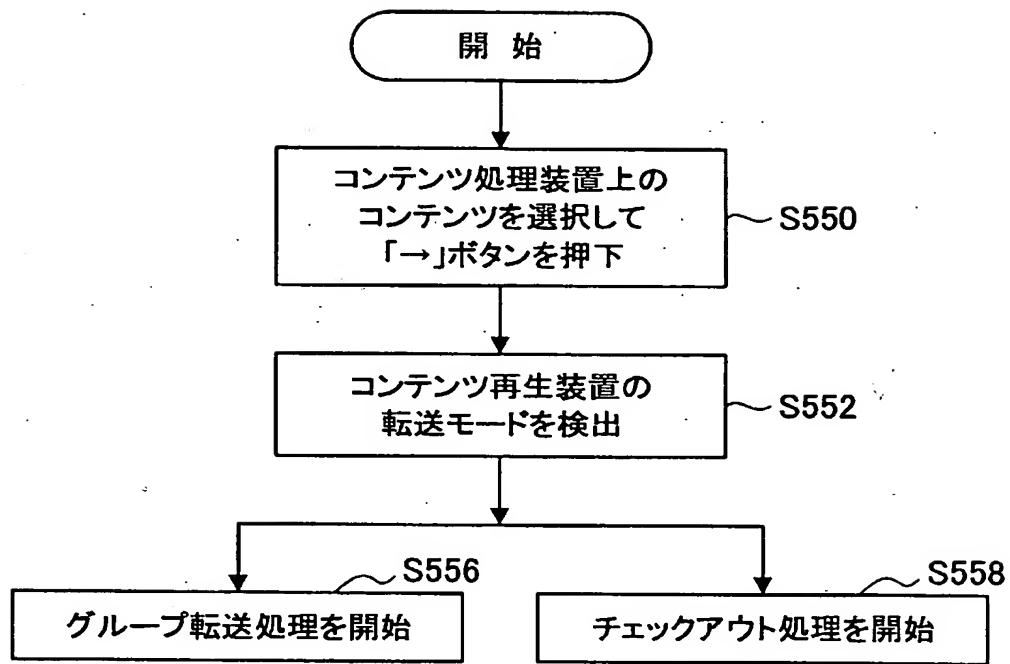 開 始
コンテンツ処理装置上の
コンテンツを選択して
「→」ボタンを押下
S550
コンテンツ再生装置の
転送モードを検出
S552
S556
グループ転送処理を開始
S558
チェックアウト処理を開始